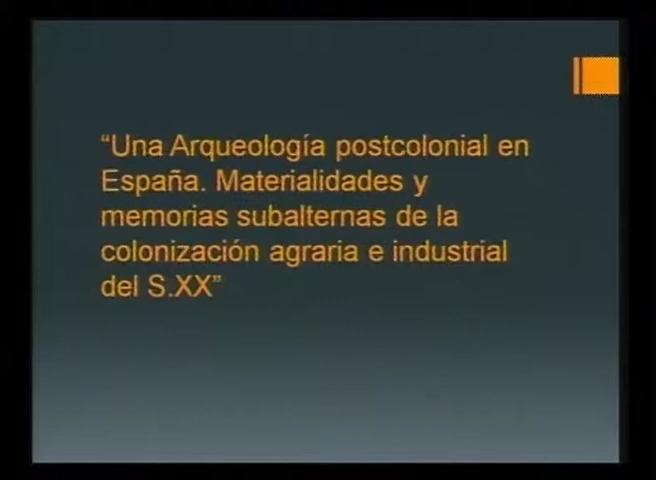 “Una Arqueología postcolonial en
España. Materialidades y
memorias subalternas de la
colonización agraria e industrial
del S.XX”